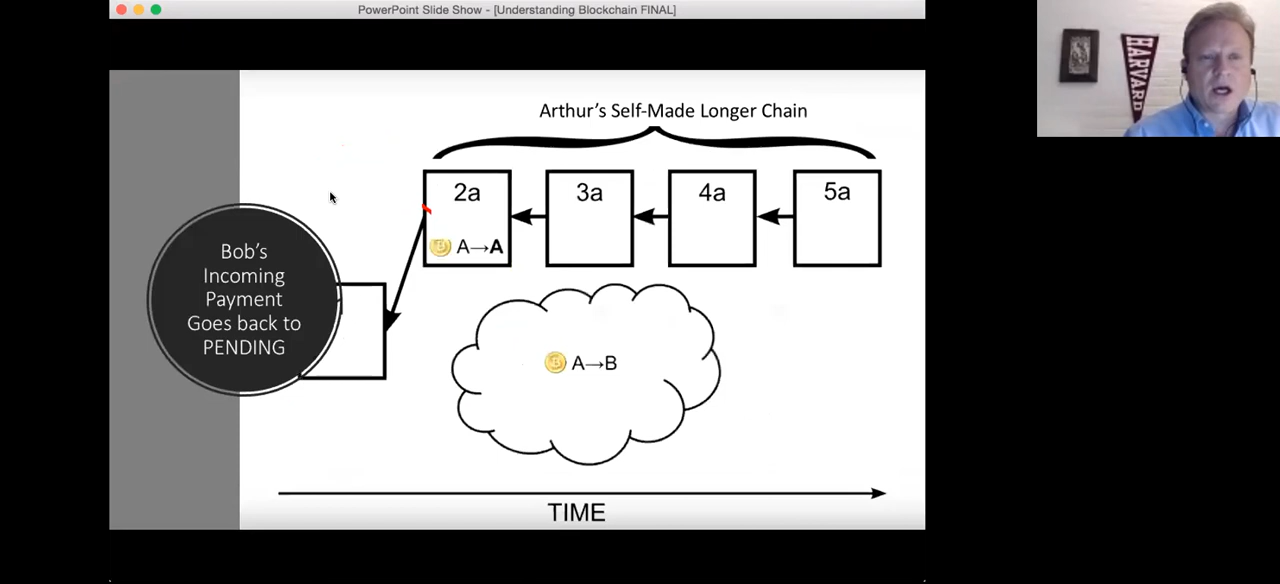 PowerPoint Slide Show - [Understanding Blockchain FINAL]
HARVARD
Arthur's Self-Made Longer Chain
2a
3a
4a
5a
A→A
Bob's
Incoming
Payment
Goes back to
PENDING
A→B
TIME